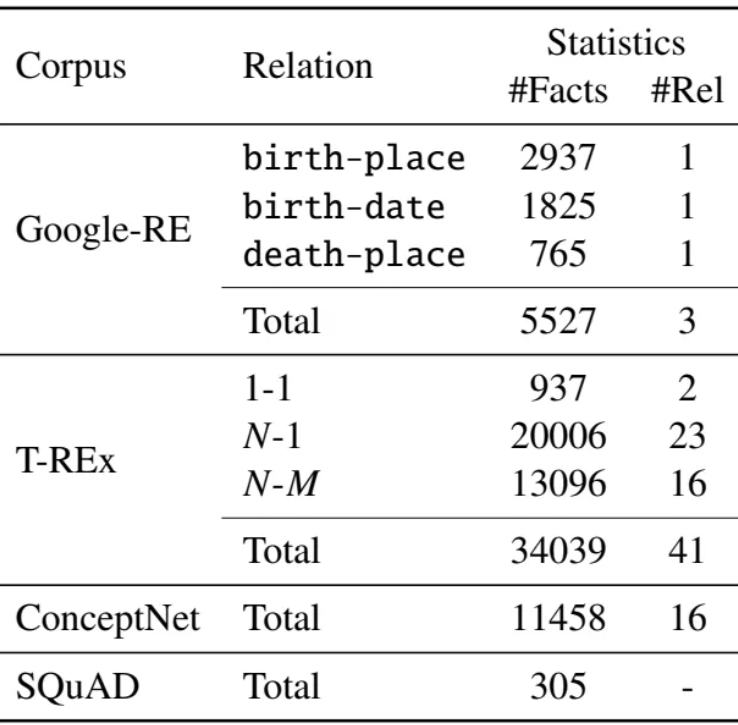 Corpus Relation Statistics
#Facts #Rel
Google-RE
birth-place 2937 1
birth-date 1825 1
death-place 765 1
Total 5527 3
T-REx
1-1 937 2
N-1 20006 23
N-M 13096 16
Total 34039 41
ConceptNet Total 11458 16
SQuAD Total 305 -